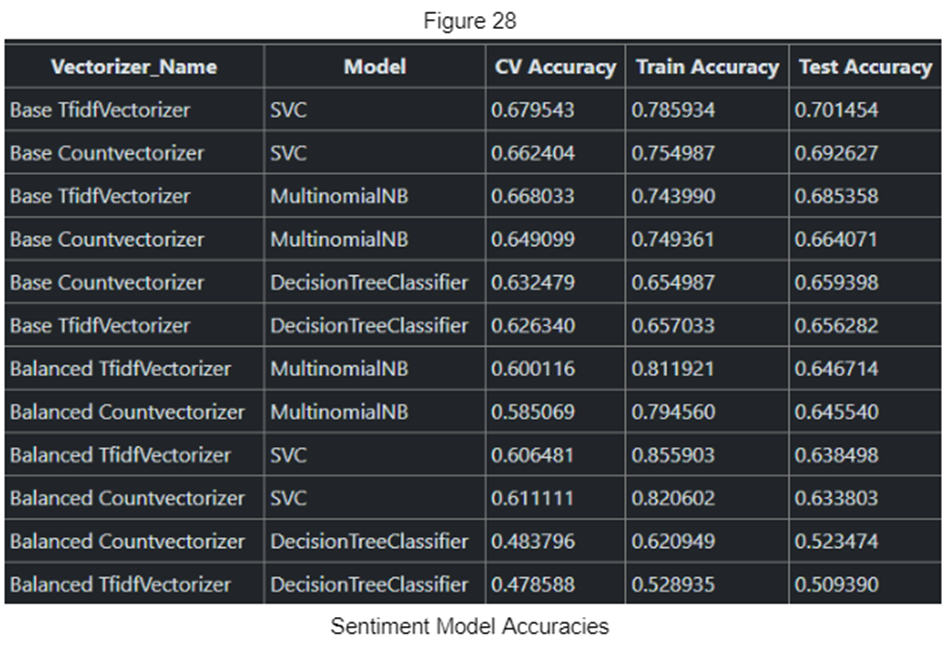 Figure 28
Vectorizer_Name Model CV Accuracy Train Accuracy Test Accuracy
Base TfidfVectorizer SVC 0.679543 0.785934 0.701454
Base Countvectorizer SVC 0.662404 0.754987 0.692627
Base TfidfVectorizer MultinomialNB 0.668033 0.743990 0.685358
Base Countvectorizer MultinomialNB 0.649099 0.749361 0.664071
Base Countvectorizer DecisionTreeClassifier 0.632479 0.654987 0.659398
Base TfidfVectorizer DecisionTreeClassifier 0.626340 0.657033 0.656282
Balanced TfidfVectorizer MultinomialNB 0.600116 0.811921 0.646714
Balanced Countvectorizer MultinomialNB 0.585069 0.794560 0.645540
Balanced TfidfVectorizer SVC 0.606481 0.855903 0.638498
Balanced Countvectorizer SVC 0.611111 0.820602 0.633803
Balanced Countvectorizer DecisionTreeClassifier 0.483796 0.620949 0.523474
Balanced TfidfVectorizer DecisionTreeClassifier 0.478588 0.528935 0.509390
Sentiment Model Accuracies